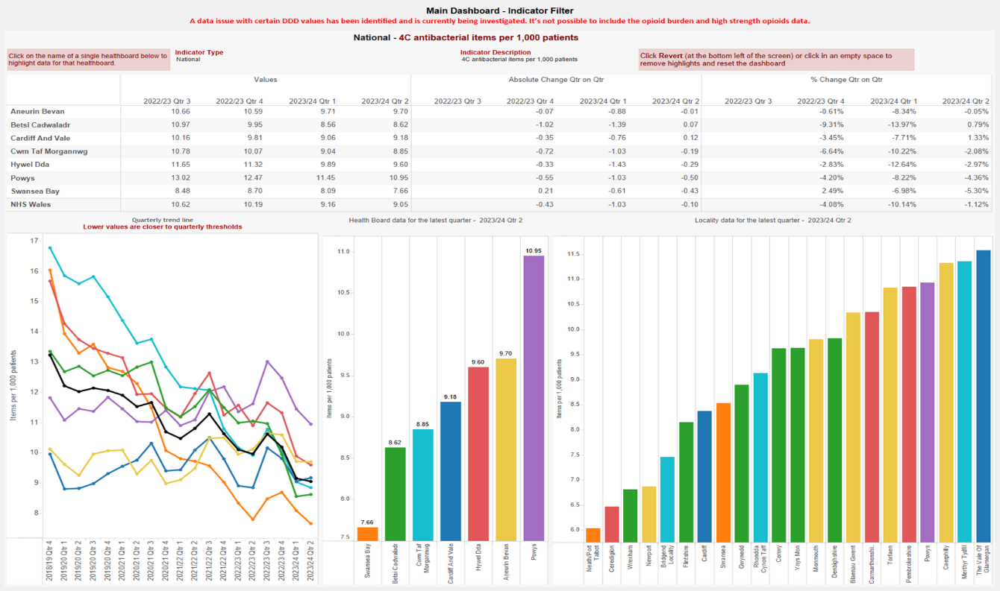 Main Dashboard - Indicator Filter
A data issue with certain DDD values has been identified and is currently being investigated. It's not possible to include the opioid burden and high strength opioids data.
National - 4C antibacterial items per 1,000 patients
Click on the name of a single healthboard below to
highlight data for that healthboard.
Indicator Type
National
Indicator Description
4C antibacterial items per 1,000 patients
Click Revert (at the bottom left of the screen) or click in an empty space to
remove highlights and reset the dashboard
Values Absolute Change Qtr on Qtr % Change Qtr on Qtr
2022/23 Qtr 3 2022/23 Qtr 4 2023/24 Qtr 1 2023/24 Qtr 2 2022/23 Qtr 3 2022/23 Qtr 4 2023/24 Qtr 1 2023/24 Qtr 2 2022/23 Qtr 3 2022/23 Qtr 4 2023/24 Qtr 1 2023/24 Qtr 2
Aneurin Bevan 10.66 10.59 9.71 9.70 -0.07 -0.88 -0.01 -0.61% -8.34% -0.05%
Betsi Cadwaladr 10.97 9.95 8.56 8.62 -1.02 -1.39 0.07 -9.31% -13.97% 0.79%
Cardiff And Vale 10.16 9.81 9.06 9.18 -0.35 -0.76 0.12 -3.45% -7.71% 1.33%
Cwm Taf Morgannwg 10.78 10.07 9.04 8.85 -0.72 -1.03 -0.19 -6.64% -10.22% -2.08%
Hywel Dda 11.65 11.32 9.89 9.60 -0.33 -1.43 -0.29 -2.83% -12.64% -2.97%
Powys 13.02 12.47 11.45 10.95 -0.55 -1.03 -0.50 -4.20% -8.22% -4.36%
Swansea Bay 8.48 8.70 8.09 7.66 0.21 -0.61 -0.43 2.49% -6.98% -5.30%
NHS Wales 10.62 10.19 9.16 9.05 -0.43 -1.03 -0.10 -4.08% -10.14% -1.12%
Quarterly trend line
Lower values are closer to quarterly thresholds
17
16
15
14
13
12
11
10
9
8
Items per 1,000 patients
2018/19 Qtr 4
2019/20 Qtr 1
2019/20 Qtr 2
2019/20 Qtr 3
2019/20 Qtr 4
2020/21 Qtr 1
2020/21 Qtr 2
2020/21 Qtr 3
2020/21 Qtr 4
2021/22 Qtr 1
2021/22 Qtr 2
2021/22 Qtr 3
2021/22 Qtr 4
2022/23 Qtr 1
2022/23 Qtr 2
2022/23 Qtr 3
2022/23 Qtr 4
2023/24 Qtr 1
2023/24 Qtr 2
Health Board data for the latest quarter - 2023/24 Qtr 2
11.0
10.5
10.0
9.5
9.0
8.5
8.0
7.5
Items per 1,000 patients
7.66
8.62
8.85
9.18
9.60
9.70
10.95
Swansea Bay
Betsi Cadwaladr
Cwm Taf
Morgannwg
Cardiff And Vale
Hywel Dda
Aneurin Bevan
Powys
Locality data for the latest quarter - 2023/24 Qtr 2
11.5
11.0
10.5
10.0
9.5
9.0
8.5
8.0
7.5
7.0
6.5
6.0
Items per 1,000 patients
Neath/Port
Talbot
Ceredigion
Wrexham
Newport
Bridgend
Locality
Flintshire
Cardiff
Swansea
Gwynedd
Rhondda
Cynon Taff
Conwy
Ynys Mon
Monmouth
Denbighshire
Blaenau Gwent
Carmarthenshi..
Torfaen
Pembrokeshire
Powys
Caerphilly
Merthyr Tydfil
The Vale Of
Glamorgan